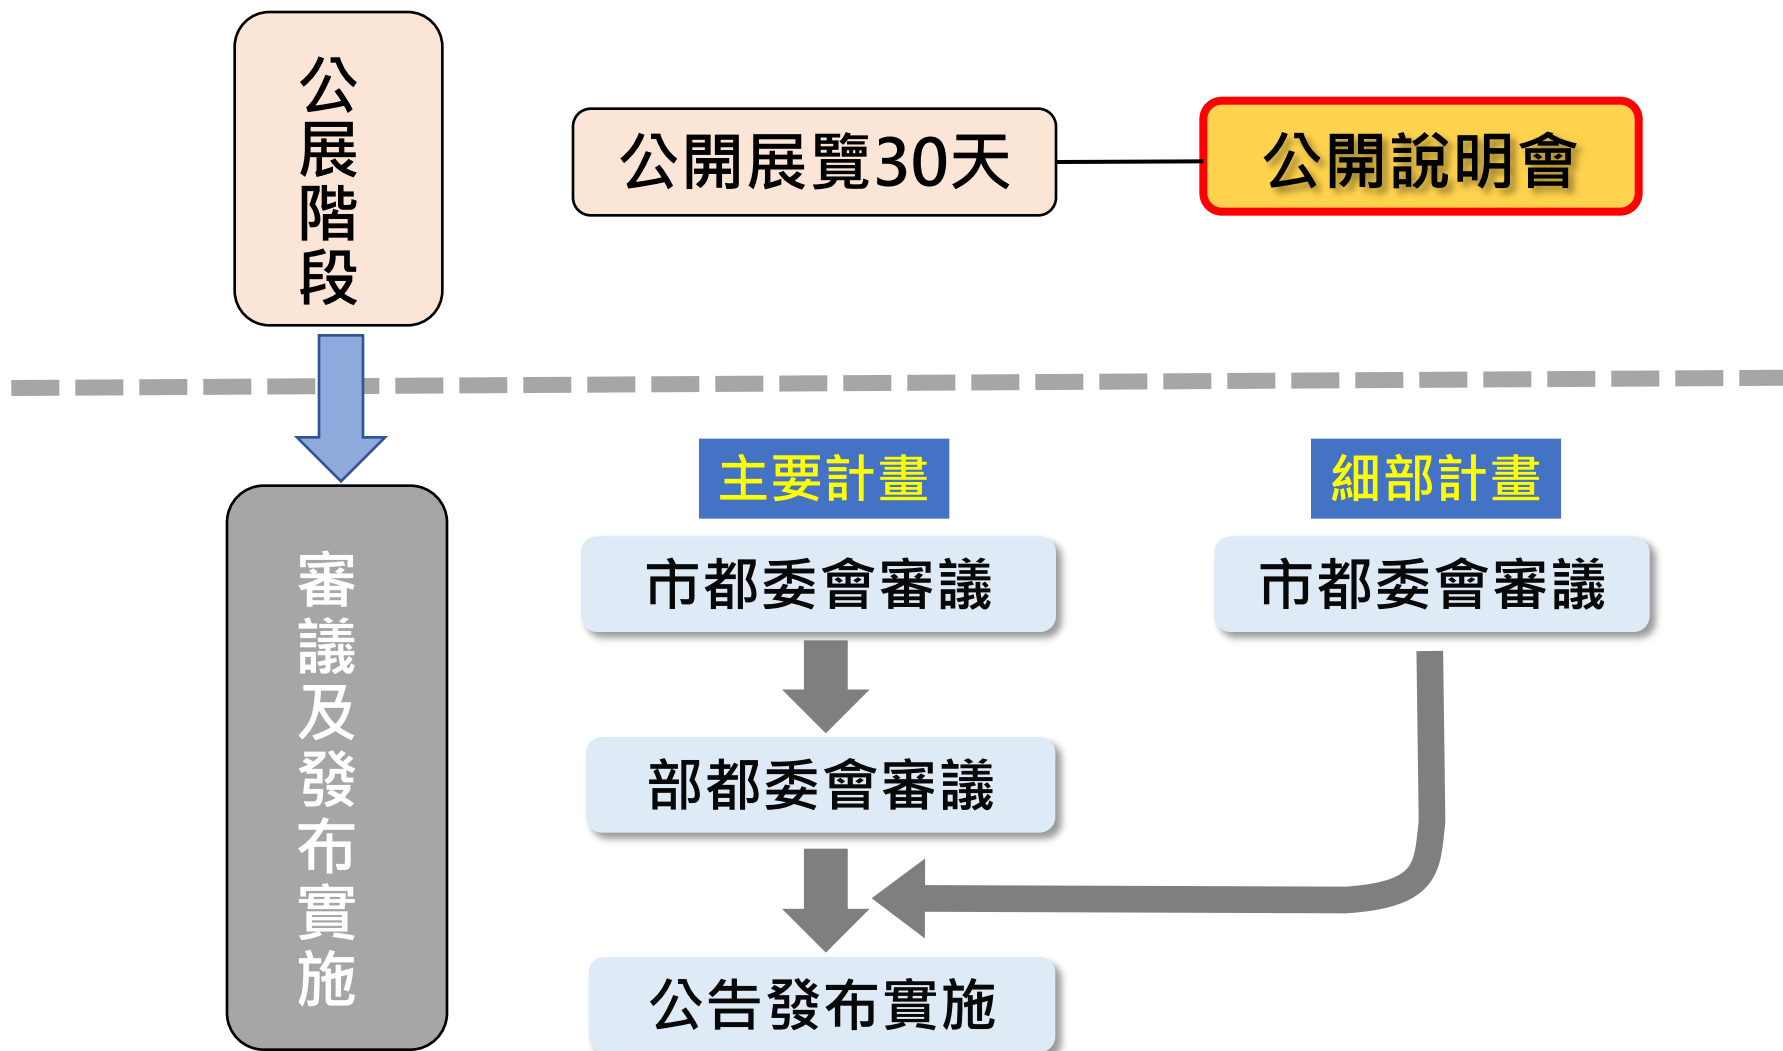 公展階段
公開展覽30天
公開說明會
審議及發布實施
主要計畫
細部計畫
市都委會審議
市都委會審議
部都委會審議
公告發布實施